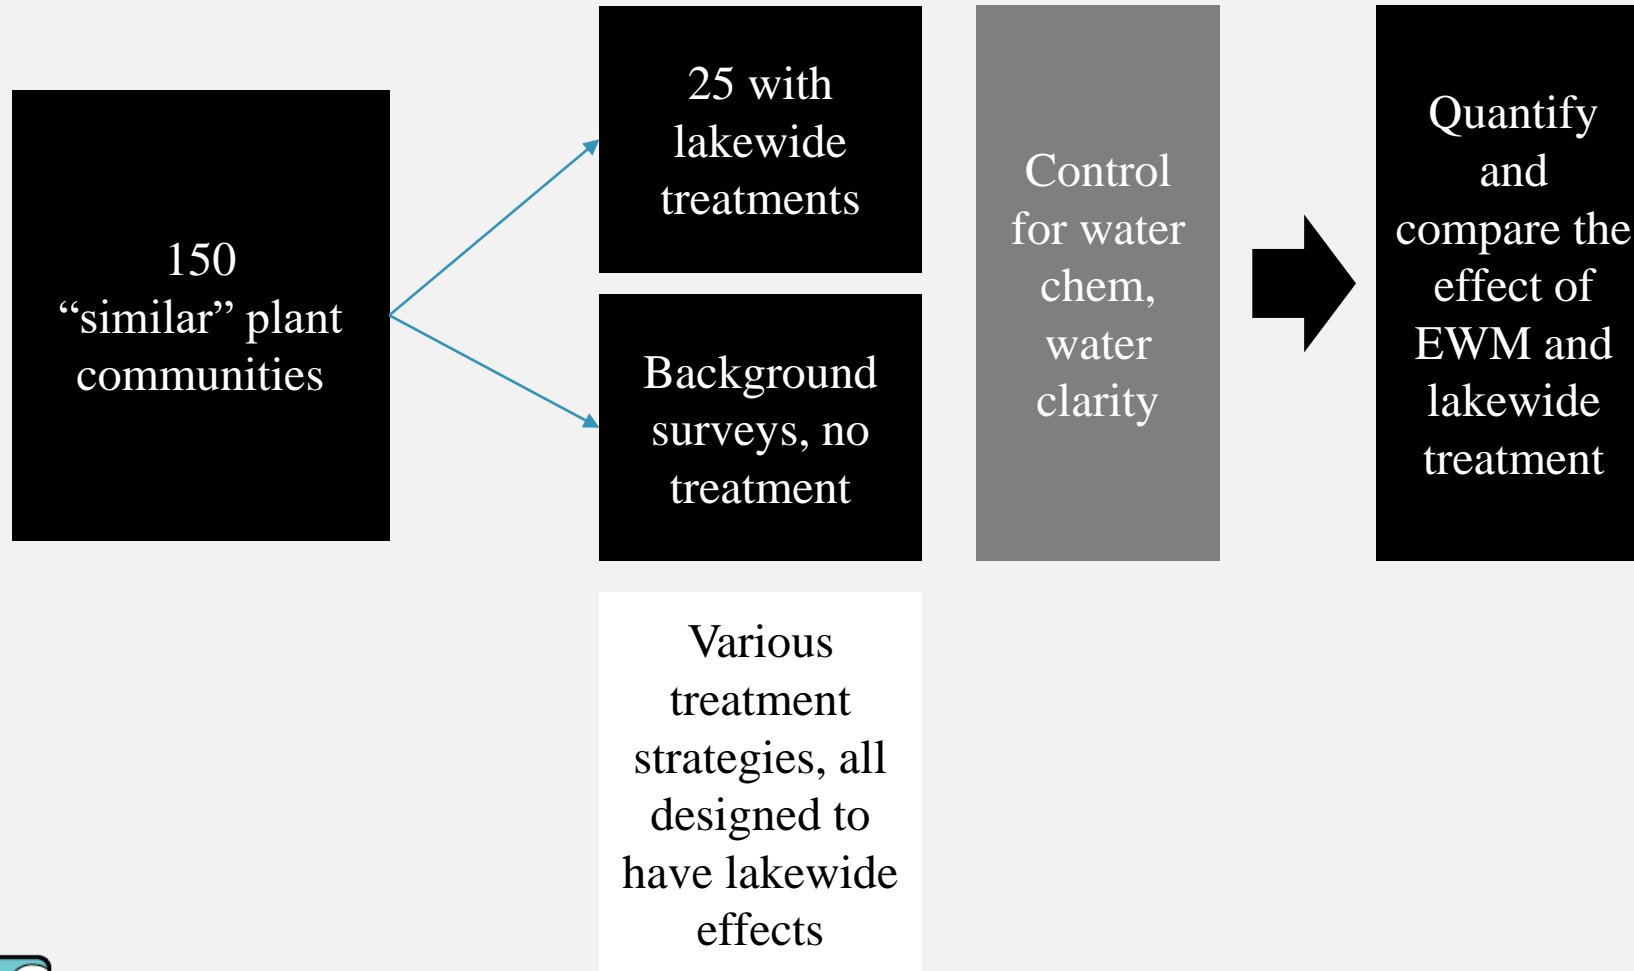 150
“similar” plant
communities
25 with
lakewide
treatments
Background
surveys, no
treatment
Various
treatment
strategies, all
designed to
have lakewide
effects
Control
for water
chem,
water
clarity
Quantify
and
compare the
effect of
EWM and
lakewide
treatment